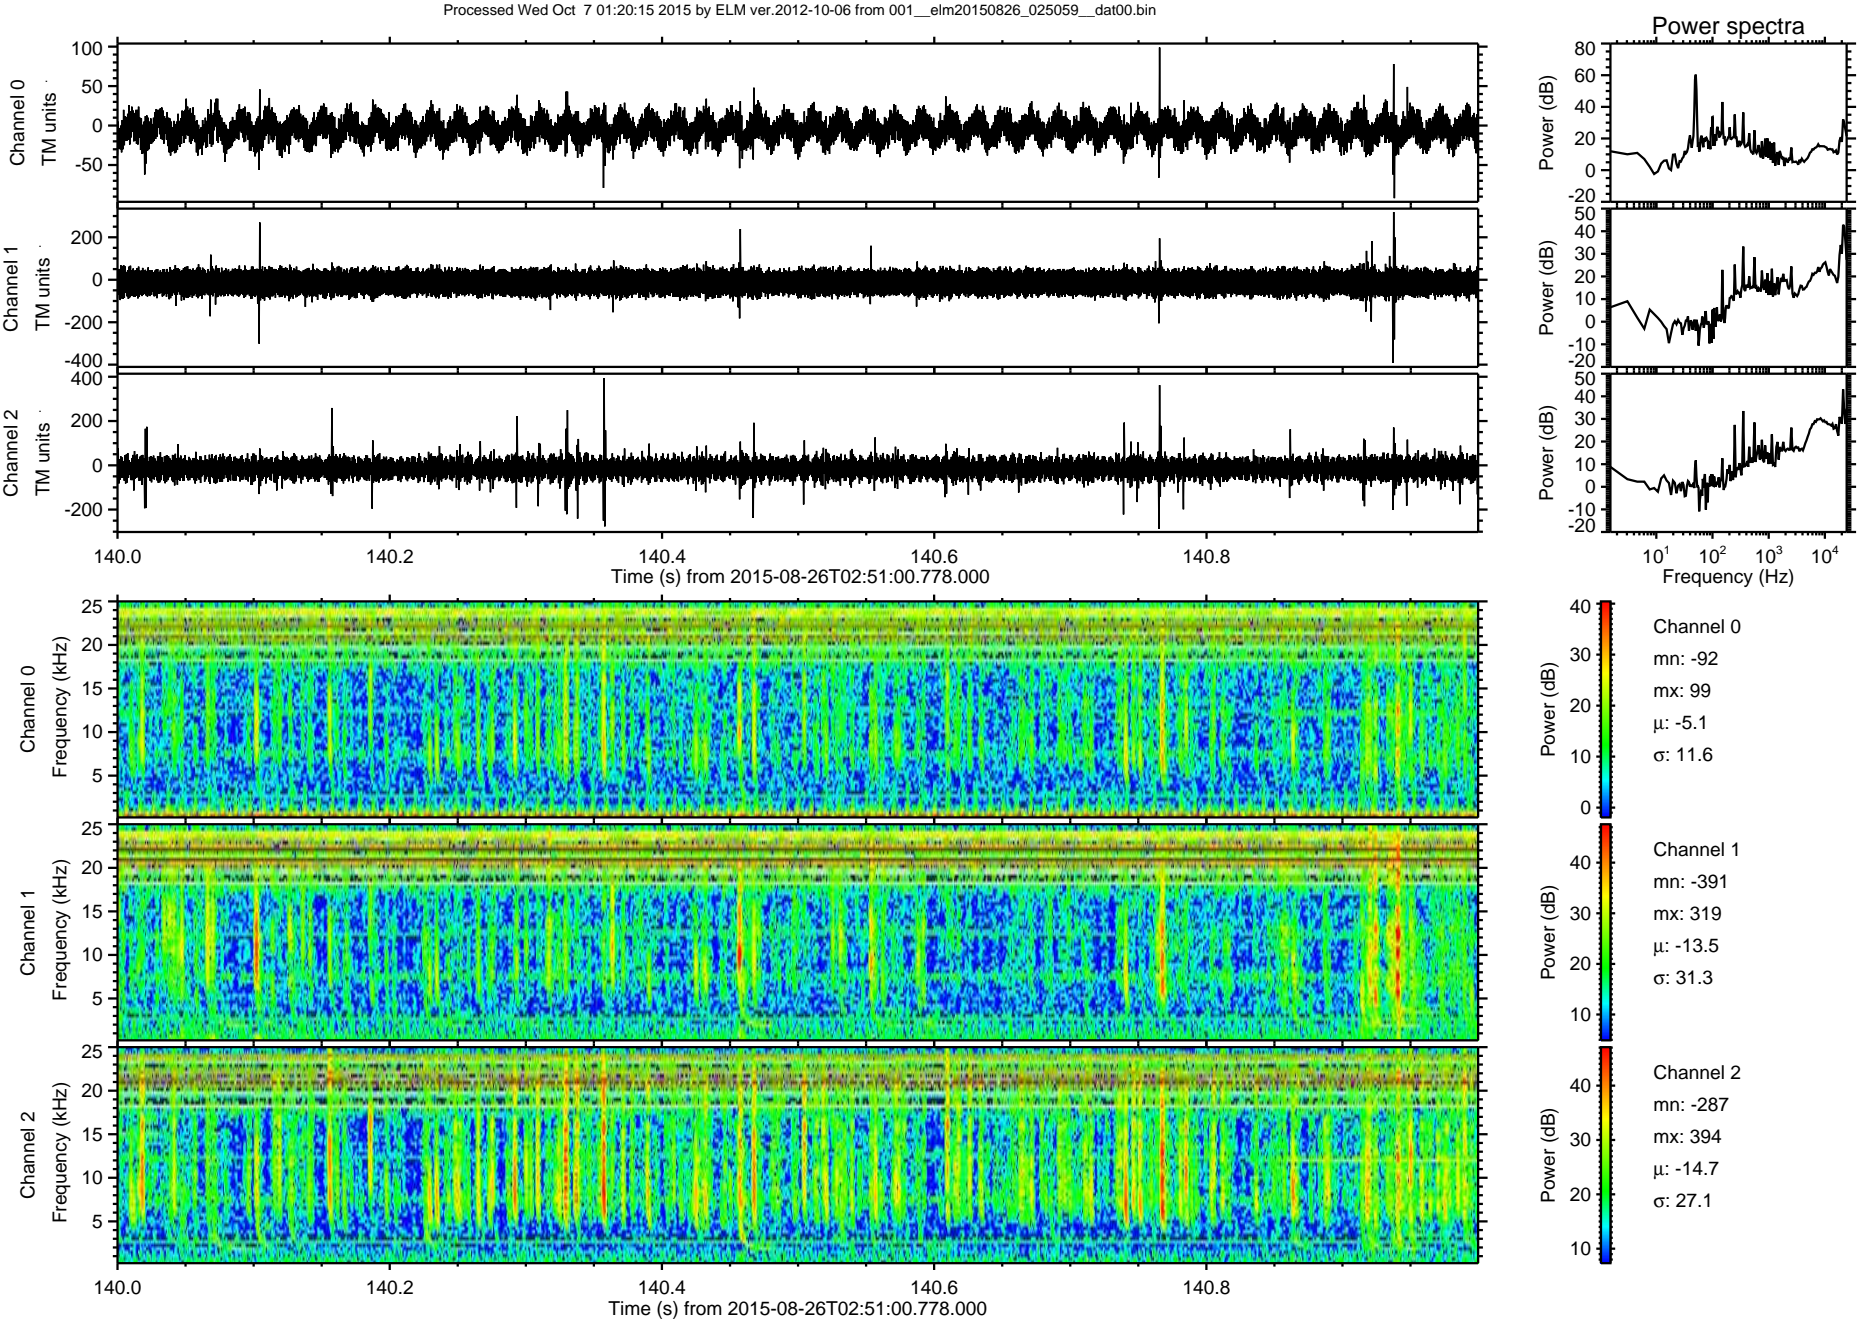 Processed Wed Oct 7 01:20:15 2015 by ELM ver.2012-10-06 from 001__elm20150826_025059__dat00.bin
Power spectra
Channel 0
TM units
100
50
0
-50
Power (dB)
80
60
40
20
0
-20
Channel 1
TM units
200
0
-200
-400
Power (dB)
50
40
30
20
10
0
-10
-20
Channel 2
TM units
400
200
0
-200
Power (dB)
50
40
30
20
10
0
-10
-20
140.0 140.2 140.4 140.6 140.8
Time (s) from 2015-08-26T02:51:00.778.000
10¹ 10² 10³ 10⁴
Frequency (Hz)
Channel 0
Frequency (kHz)
25
20
15
10
5
Power (dB)
40
30
20
10
0
Channel 0
mn: -92
mx: 99
μ: -5.1
σ: 11.6
Channel 1
Frequency (kHz)
25
20
15
10
5
Power (dB)
40
30
20
10
Channel 1
mn: -391
mx: 319
μ: -13.5
σ: 31.3
Channel 2
Frequency (kHz)
25
20
15
10
5
Power (dB)
40
30
20
10
Channel 2
mn: -287
mx: 394
μ: -14.7
σ: 27.1
140.0 140.2 140.4 140.6 140.8
Time (s) from 2015-08-26T02:51:00.778.000